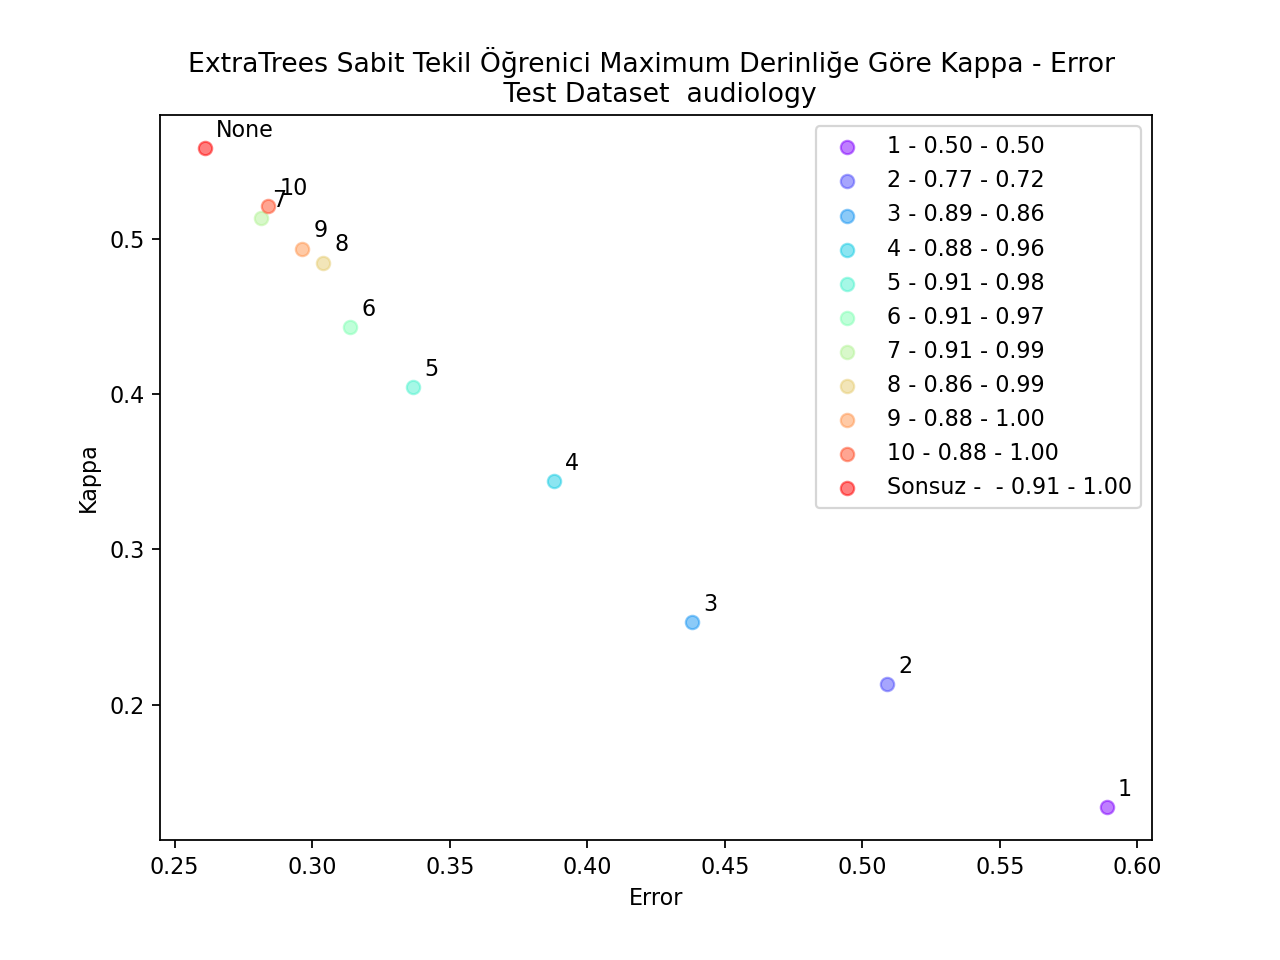 ExtraTrees Sabit Tekil Öğrenici Maximum Derinliğe Göre Kappa - Error
Test Dataset  audiology
None
10
7
9
8
6
5
4
3
2
1
1 - 0.50 - 0.50
2 - 0.77 - 0.72
3 - 0.89 - 0.86
4 - 0.88 - 0.96
5 - 0.91 - 0.98
6 - 0.91 - 0.97
7 - 0.91 - 0.99
8 - 0.86 - 0.99
9 - 0.88 - 1.00
10 - 0.88 - 1.00
Sonsuz -  - 0.91 - 1.00
Kappa
0.5
0.4
0.3
0.2
0.25 0.30 0.35 0.40 0.45 0.50 0.55 0.60
Error